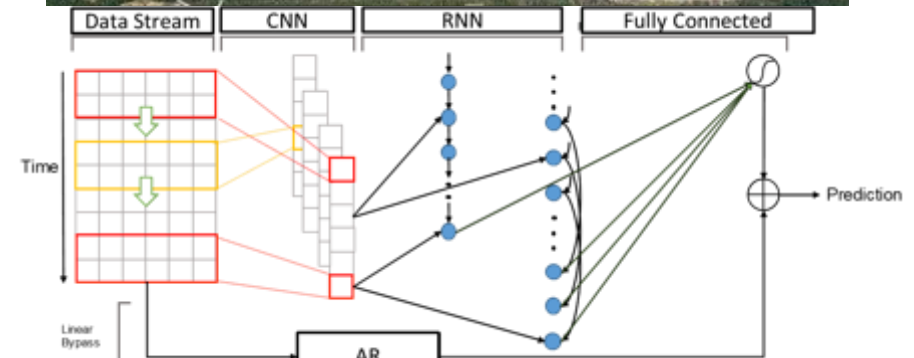 Data Stream
CNN
RNN
Fully Connected
Time
Prediction
Linear
Bypass
AR